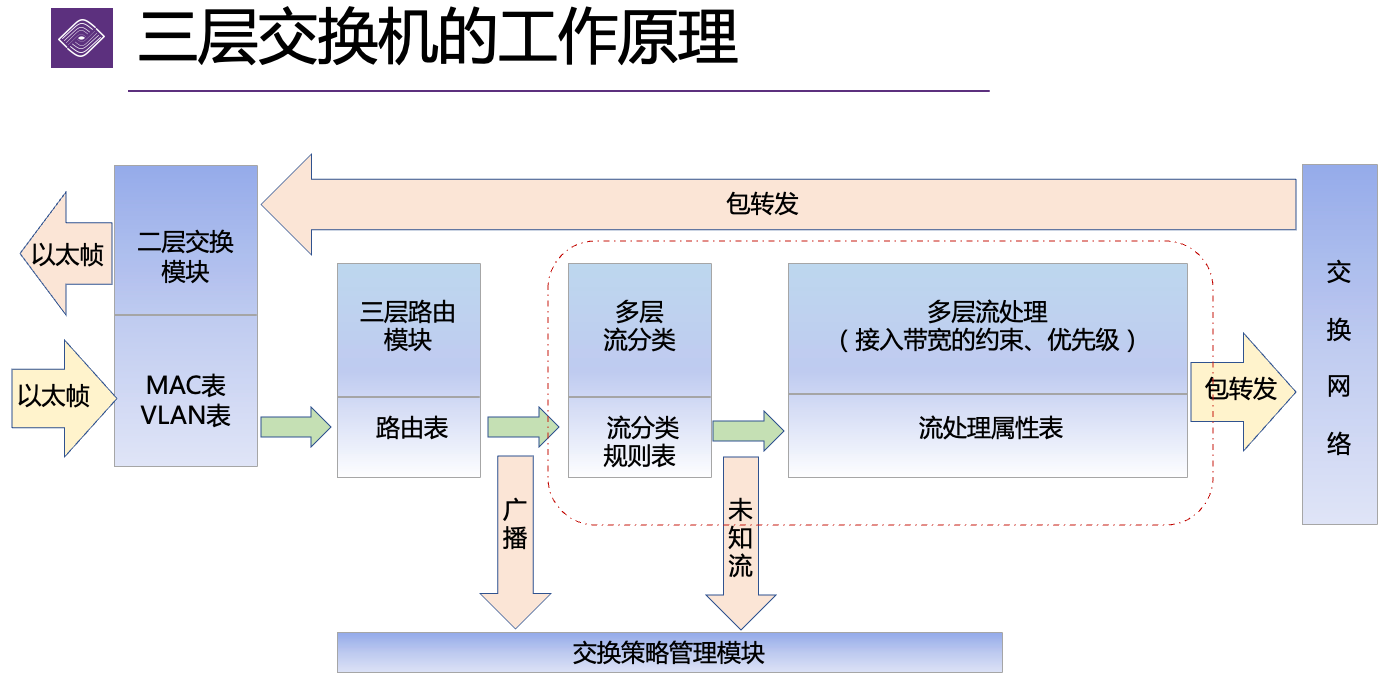 三层交换机的工作原理
包转发
以太帧
二层交换
模块
三层路由
模块
多层
流分类
多层流处理
（接入带宽的约束、优先级）
交
换
网
络
以太帧
MAC表
VLAN表
路由表
流分类
规则表
流处理属性表
包转发
广
播
未
知
流
交换策略管理模块